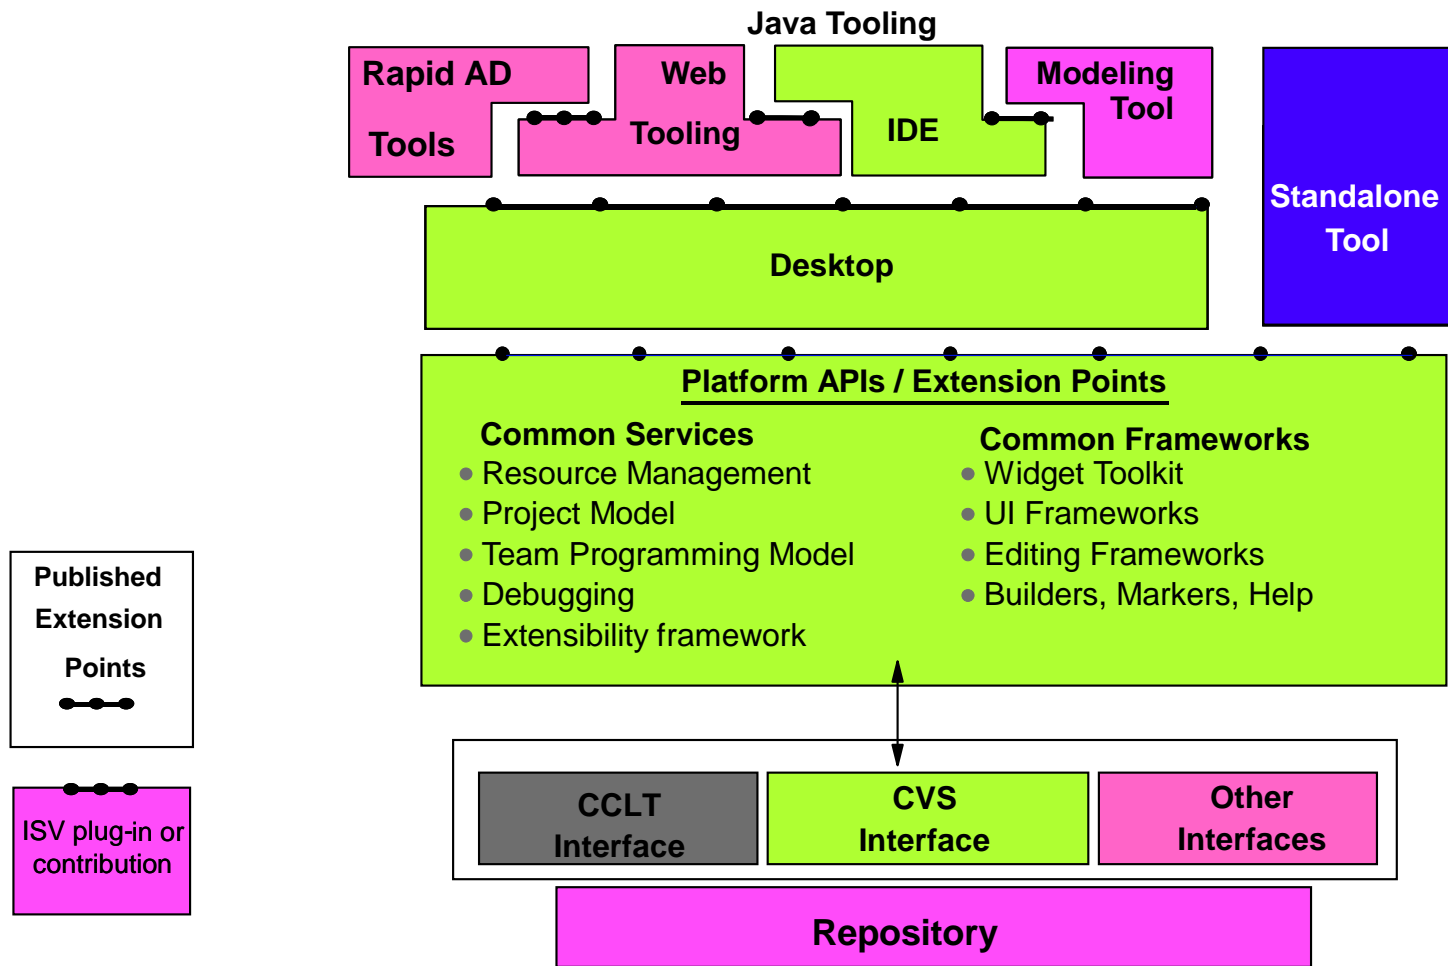 Java Tooling
Rapid AD
Tools
Web
Tooling
IDE
Modeling
Tool
Standalone
Tool
Desktop
Platform APIs / Extension Points
Common Services
Resource Management
Project Model
Team Programming Model
Debugging
Extensibility framework
Common Frameworks
Widget Toolkit
UI Frameworks
Editing Frameworks
Builders, Markers, Help
Published
Extension
Points
ISV plug-in or
contribution
CCLT
Interface
CVS
Interface
Other
Interfaces
Repository